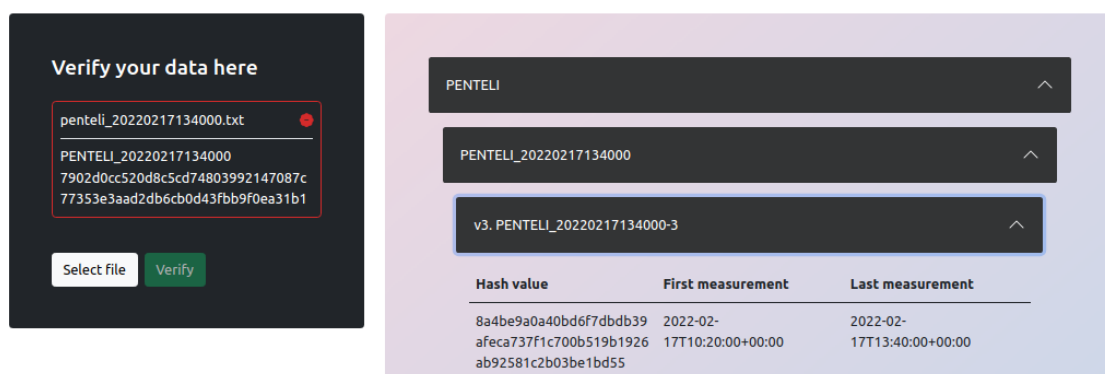 Verify your data here
penteli_20220217134000.txt
PENTELI_20220217134000
7902d0cc520d8c5cd74803992147087c
77353e3aad2db6cb0d43fbb9f0ea31b1
Select file
Verify
PENTELI
PENTELI_20220217134000
v3. PENTELI_20220217134000-3
Hash value First measurement Last measurement
8a4be9a0a40bd6f7dbdb39 2022-02- 2022-02-
afeca737f1c700b519b1926 17T10:20:00+00:00 17T13:40:00+00:00
ab92581c2b03be1bd55